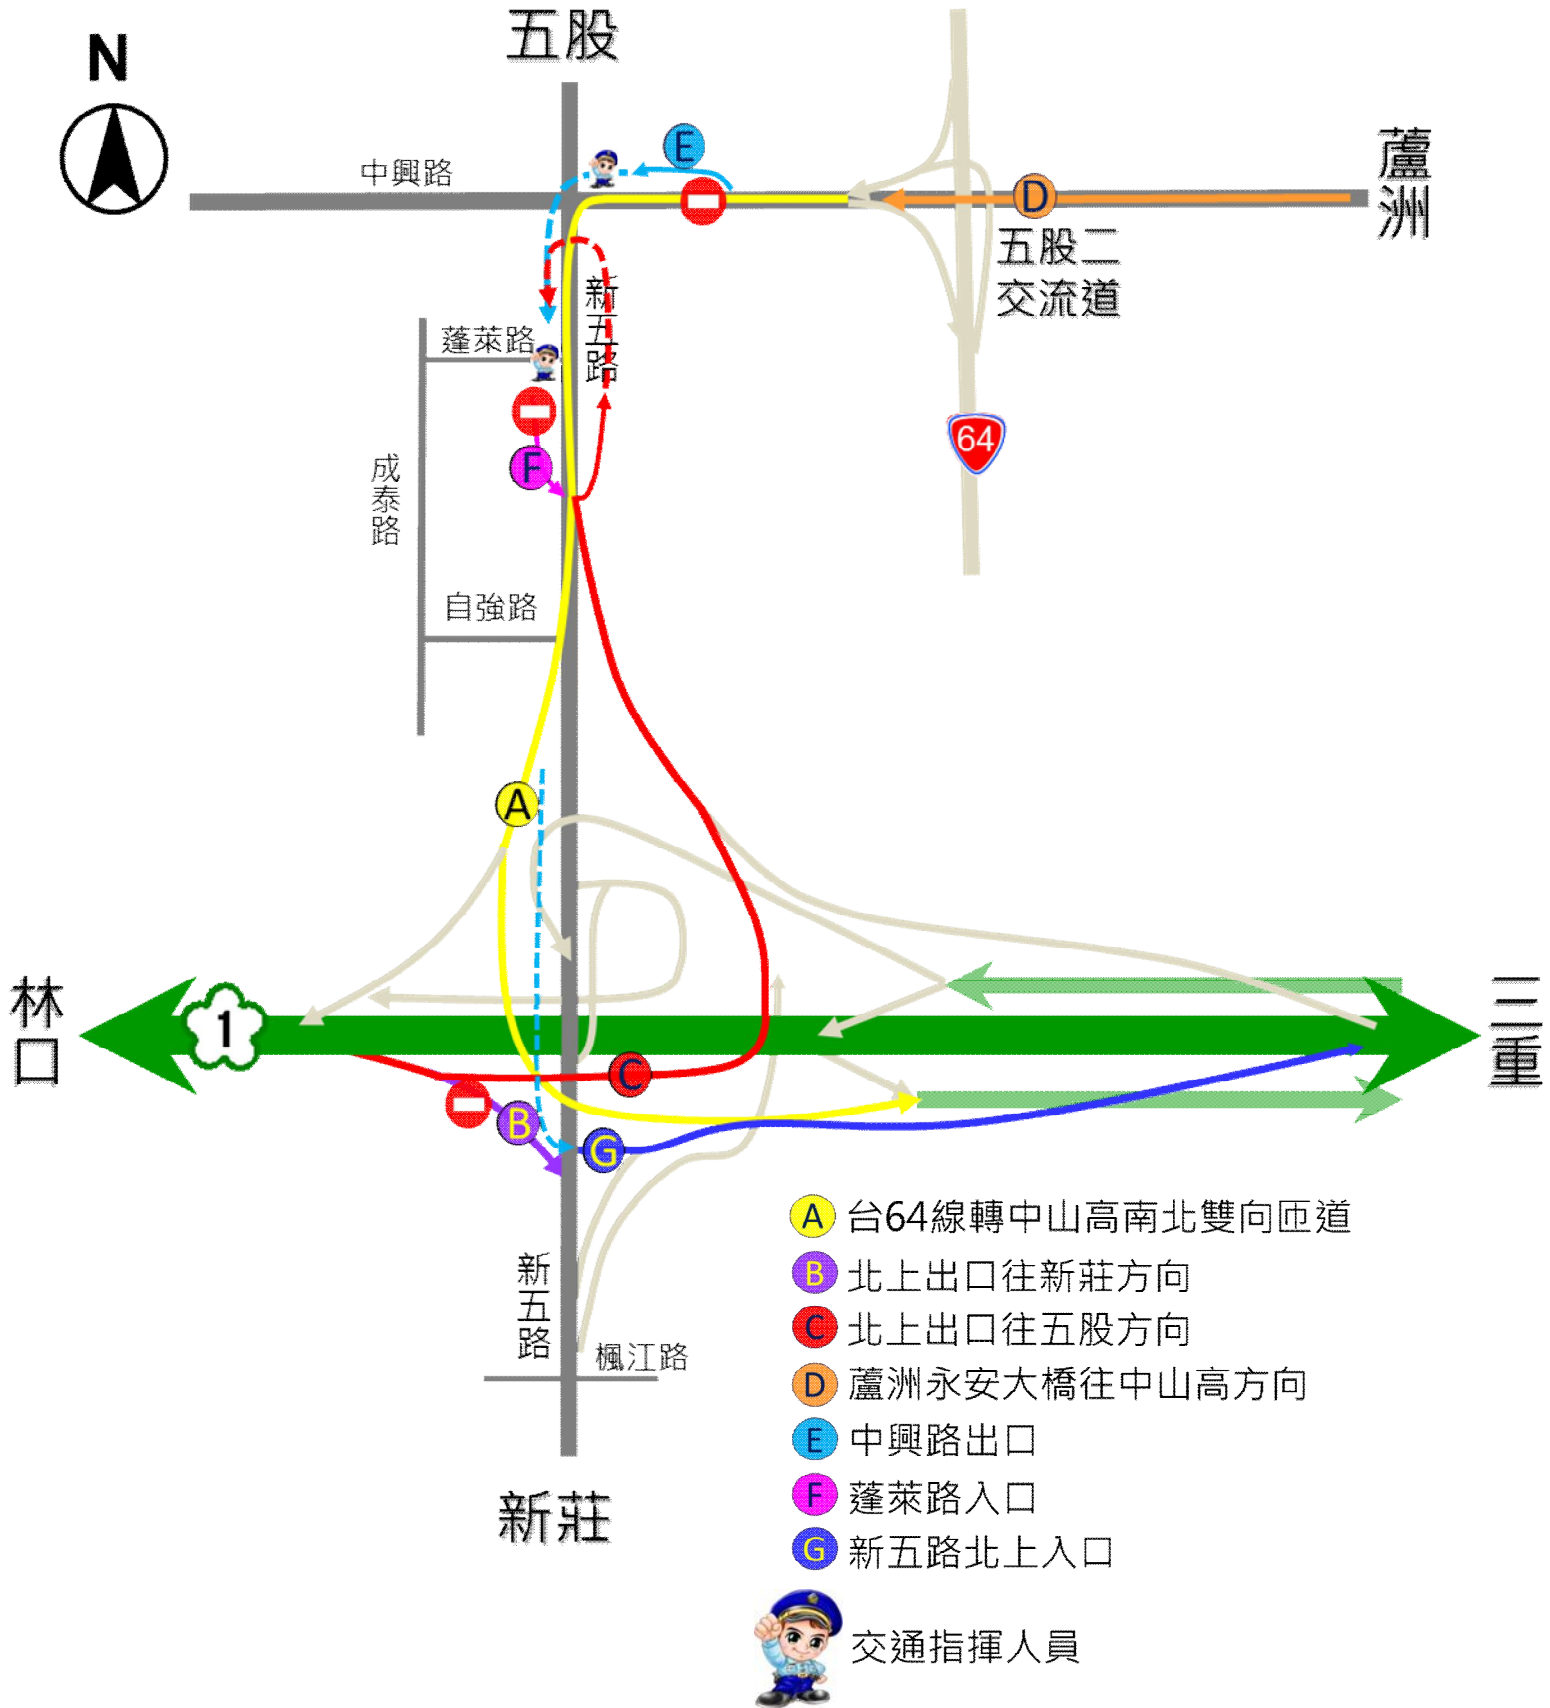 N
五股
中興路
E
D
蘆洲
五股二
交流道
新五路
蓬萊路
F
64
成泰路
自強路
A
林口
1
三重
C
B
G
新五路
楓江路
新莊
A 台64線轉中山高南北雙向匝道
B 北上出口往新莊方向
C 北上出口往五股方向
D 蘆洲永安大橋往中山高方向
E 中興路出口
F 蓬萊路入口
G 新五路北上入口
交通指揮人員